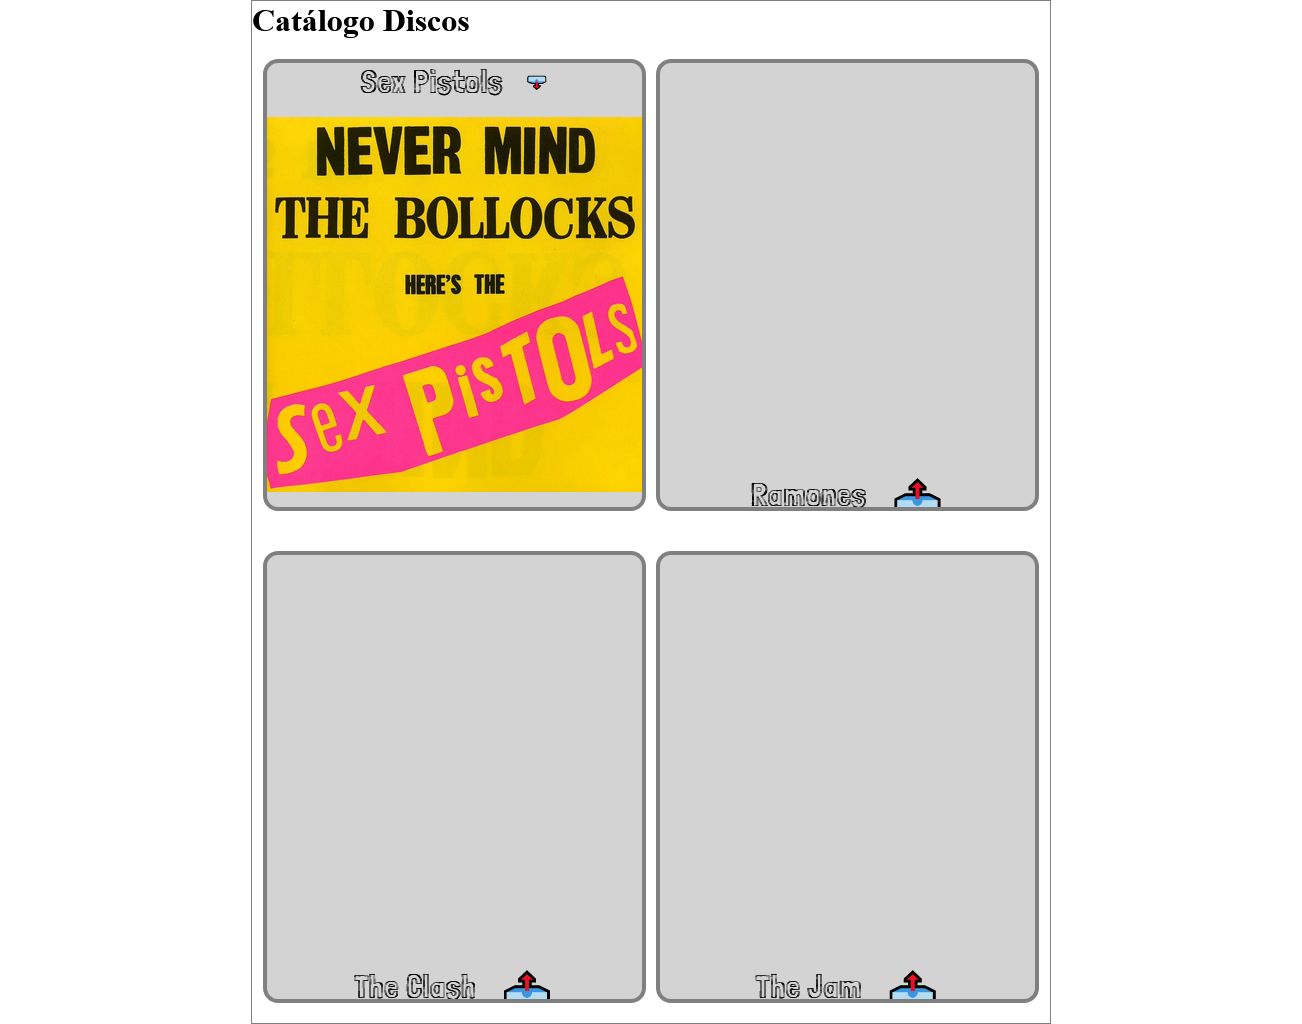 Catálogo Discos
Sex Pistols
NEVER MIND
THE BOLLOCKS
HERE'S THE
Sex PisTOLS
Ramones
The Clash
The Jam